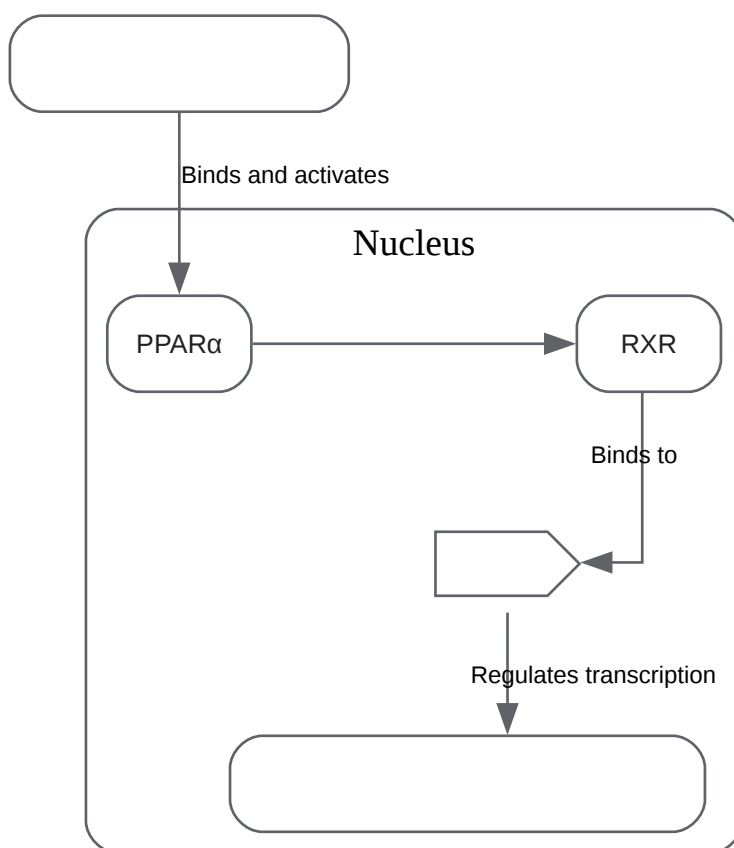 Binds and activates
Nucleus
PPARα
RXR
Binds to
Regulates transcription